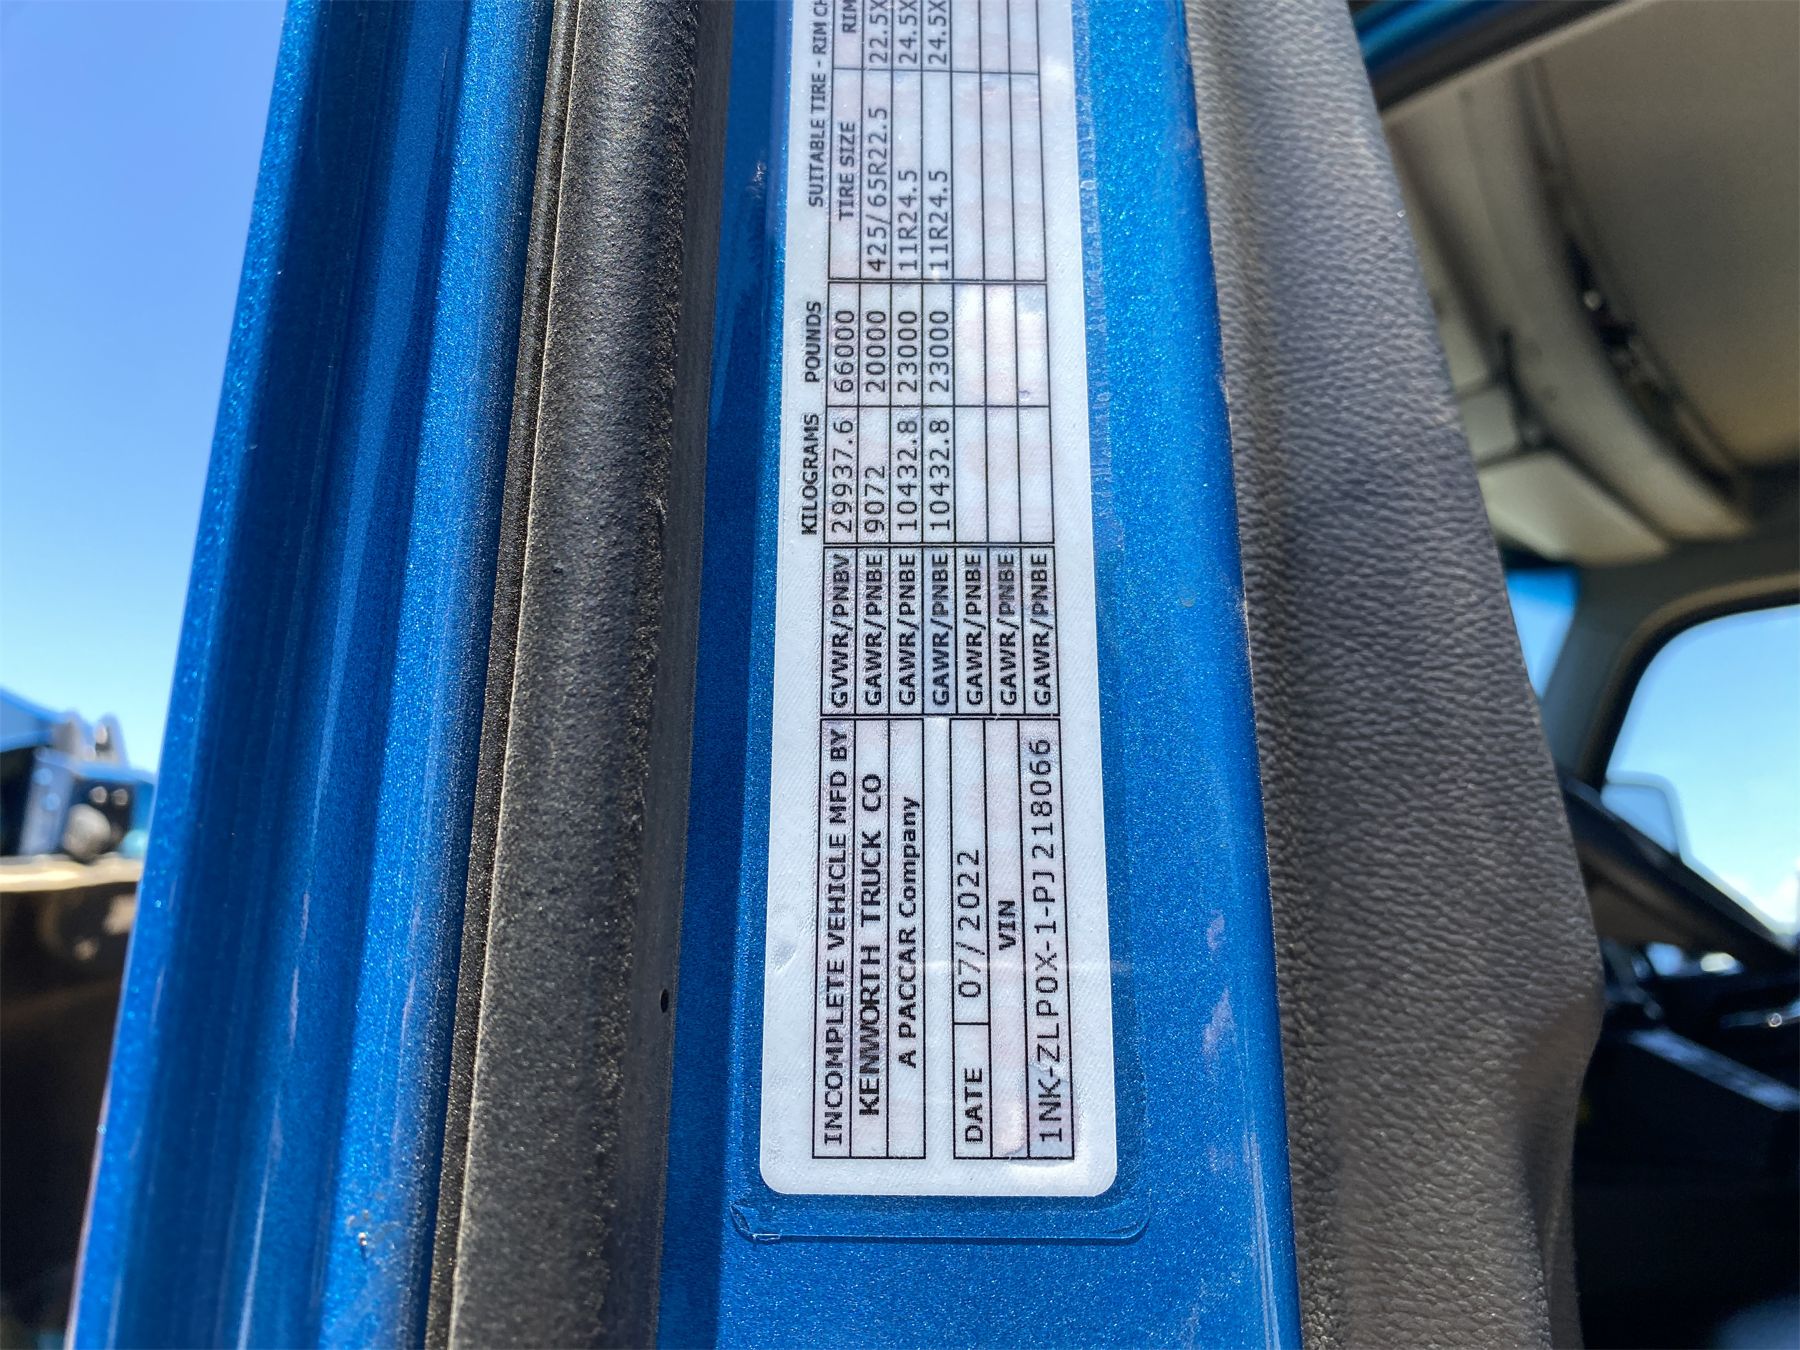 INCOMPLETE VEHICLE MFD BY
KENWORTH TRUCK CO
A PACCAR Company
DATE 07/2022
VIN
1NK-ZLP0X-1-PJ218066
KILOGRAMS POUNDS
GVWR/PNBV 29937.6 66000
GAWR/PNBE 9072 20000
GAWR/PNBE 10432.8 23000
GAWR/PNBE 10432.8 23000
GAWR/PNBE
GAWR/PNBE
GAWR/PNBE
SUITABLE TIRE - RIM
TIRE SIZE RIM
425/65R22.5 22.5X
11R24.5 24.5X
11R24.5 24.5X